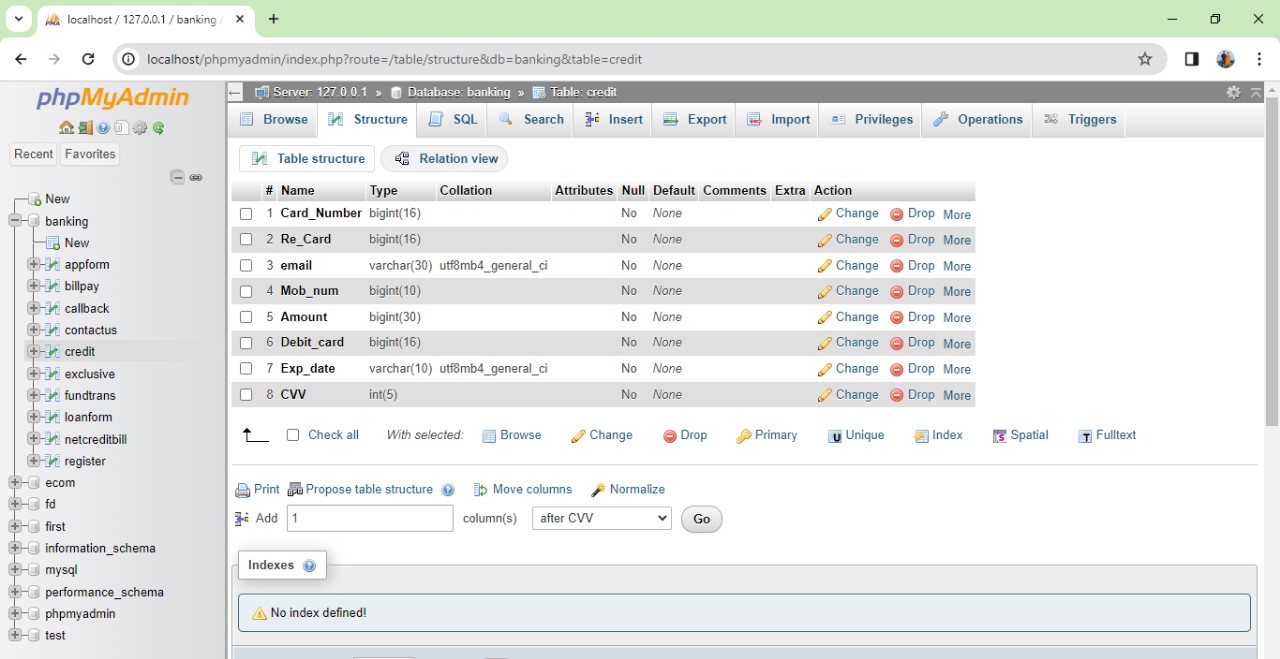 localhost / 127.0.0.1 / banking
localhost/phpmyadmin/index.php?route=/table/structure&db=banking&table=credit
phpMyAdmin
Recent Favorites
New
banking
New
appform
billpay
callback
contactus
credit
exclusive
fundtrans
loanform
netcreditbill
register
ecom
fd
first
information_schema
mysql
performance_schema
phpmyadmin
test
Server: 127.0.0.1 » Database: banking » Table: credit
Browse Structure SQL Search Insert Export Import Privileges Operations Triggers
Table structure Relation view
# Name Type Collation Attributes Null Default Comments Extra Action
1 Card_Number bigint(16) No None Change Drop More
2 Re_Card bigint(16) No None Change Drop More
3 email varchar(30) utf8mb4_general_ci No None Change Drop More
4 Mob_num bigint(10) No None Change Drop More
5 Amount bigint(30) No None Change Drop More
6 Debit_card bigint(16) No None Change Drop More
7 Exp_date varchar(10) utf8mb4_general_ci No None Change Drop More
8 CVV int(5) No None Change Drop More
Check all With selected: Browse Change Drop Primary Unique Index Spatial Fulltext
Print Propose table structure Move columns Normalize
Add 1 column(s) after CVV Go
Indexes
No index defined!